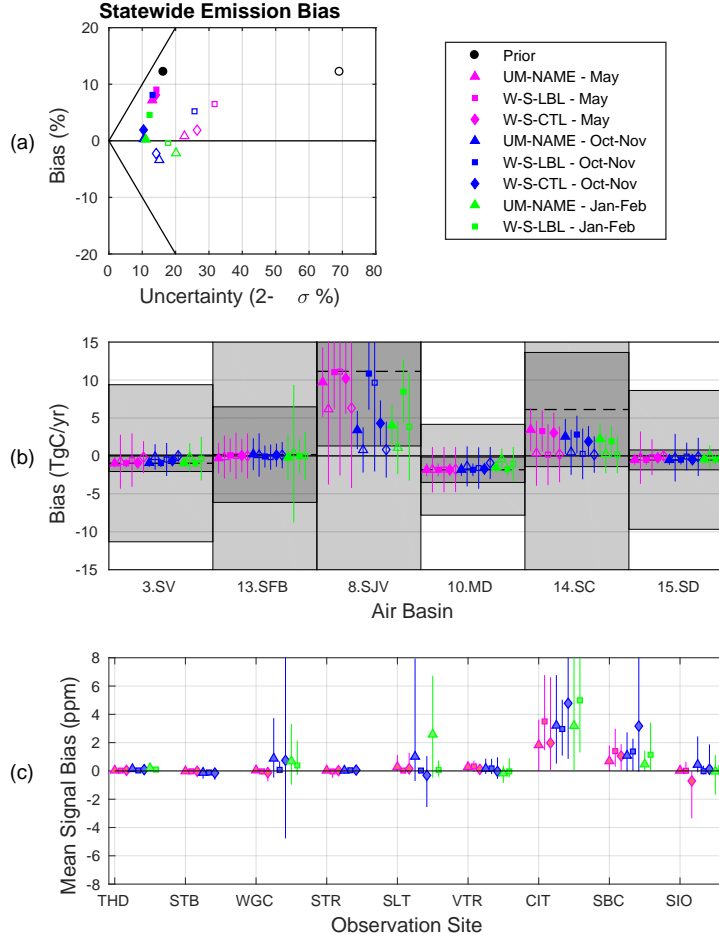 Statewide Emission Bias
(a)
Bias (%)
20
10
0
-10
-20
0 10 20 30 40 50 60 70 80
Uncertainty (2- σ %)
Prior
UM-NAME - May
W-S-LBL - May
W-S-CTL - May
UM-NAME - Oct-Nov
W-S-LBL - Oct-Nov
W-S-CTL - Oct-Nov
UM-NAME - Jan-Feb
W-S-LBL - Jan-Feb
(b)
Bias (TgC/yr)
15
10
5
0
-5
-10
-15
3.SV 13.SFB 8.SJV 10.MD 14.SC 15.SD
Air Basin
(c)
Mean Signal Bias (ppm)
8
6
4
2
0
-2
-4
-6
-8
THD STB WGC STR SLT VTR CIT SBC SIO
Observation Site